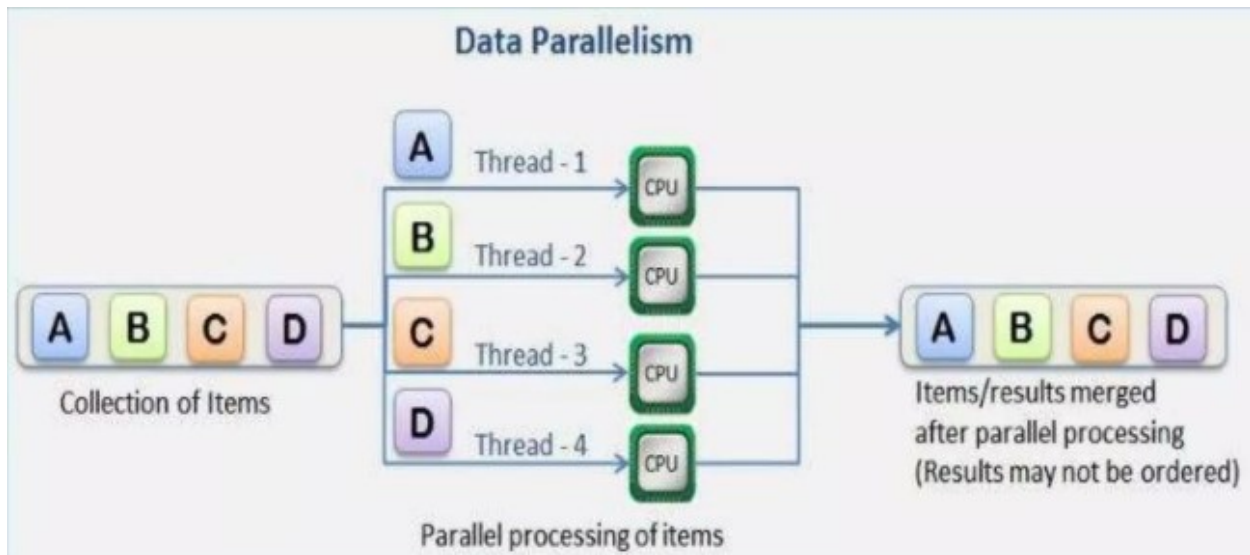 Data Parallelism
A
Thread - 1
CPU
B
Thread - 2
CPU
A B C D
Collection of Items
C
Thread - 3
CPU
D
Thread - 4
CPU
Parallel processing of items
A B C D
Items/results merged
after parallel processing
(Results may not be ordered)